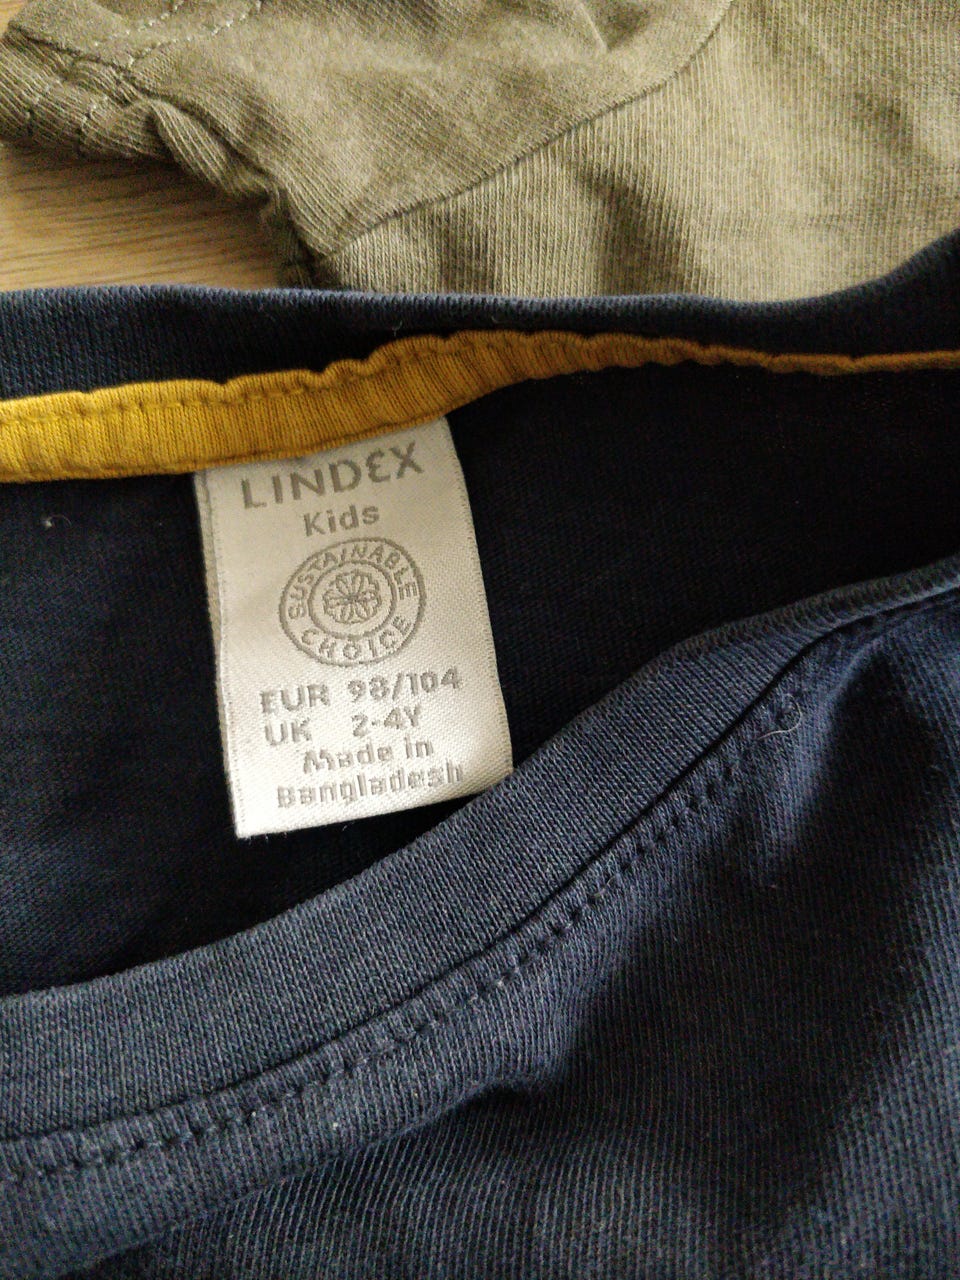 LINDEX
Kids
SUSTAINABLE
CHOICE
EUR 98/104
UK 2-4Y
Made in
Bangladesh